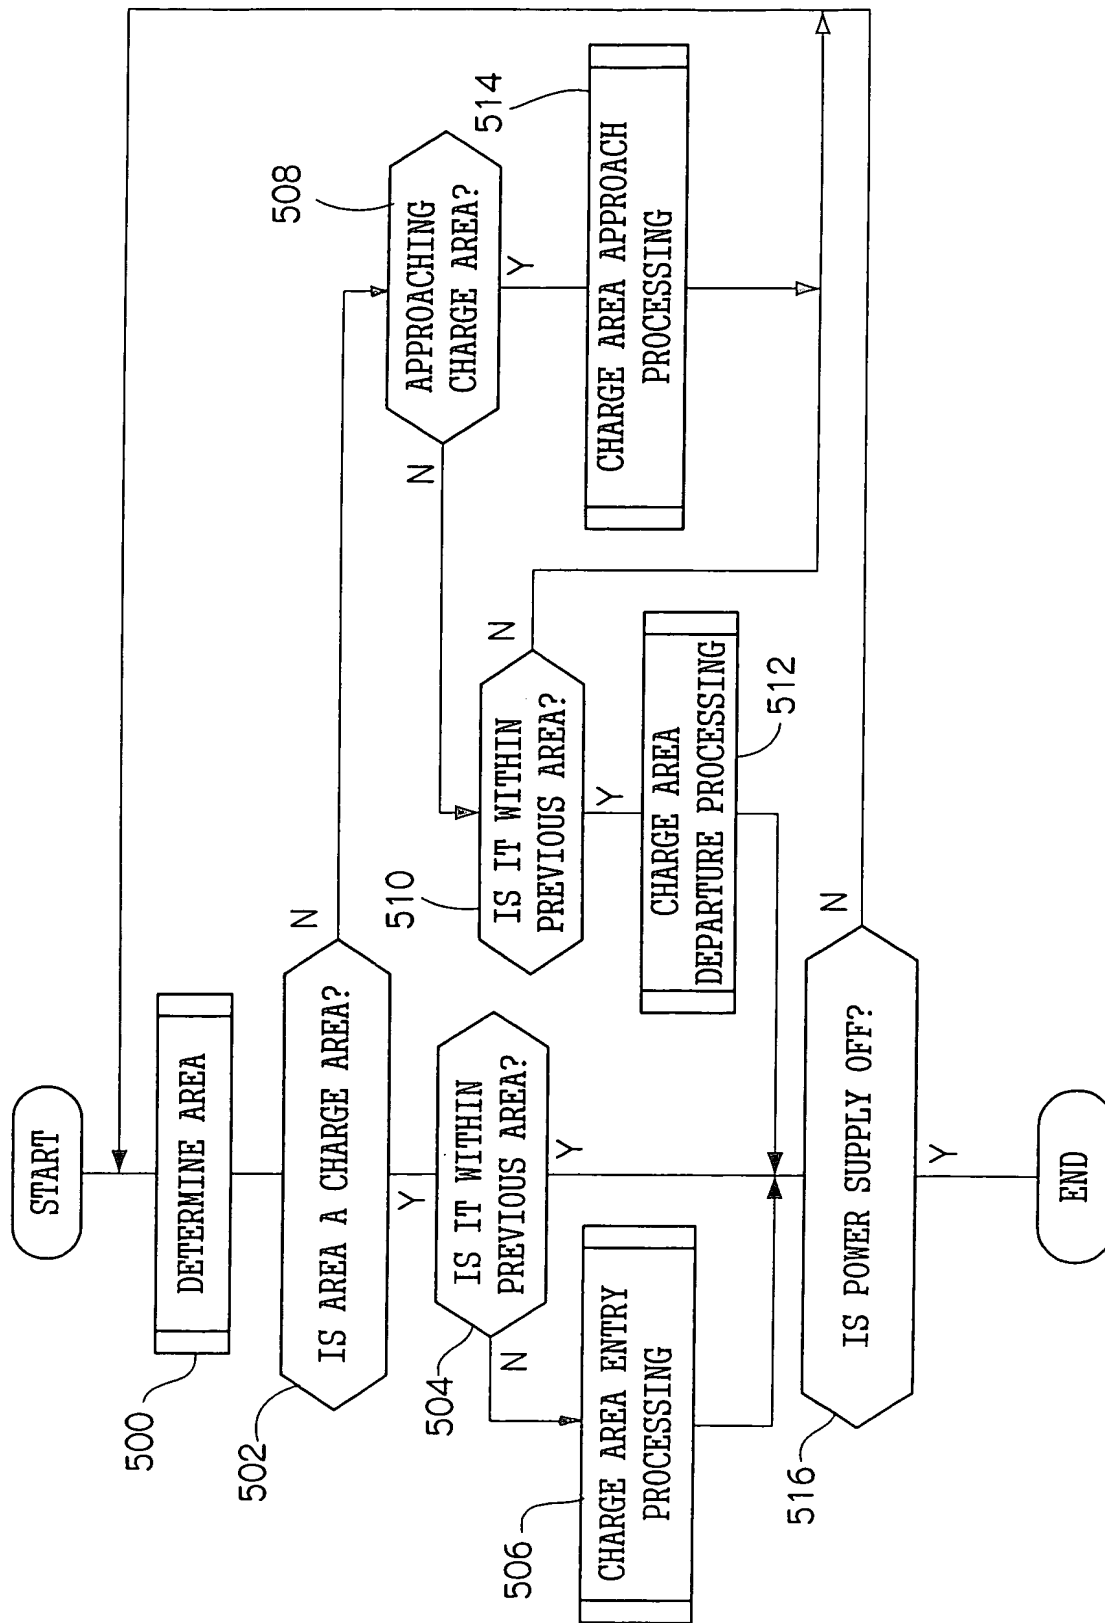 START
DETERMINE AREA
500
IS AREA A CHARGE AREA?
502
N
Y
IS IT WITHIN
PREVIOUS AREA?
504
N
Y
CHARGE AREA ENTRY
PROCESSING
506
APPROACHING
CHARGE AREA?
508
N
Y
IS IT WITHIN
PREVIOUS AREA?
510
N
Y
CHARGE AREA
DEPARTURE PROCESSING
512
CHARGE AREA APPROACH
PROCESSING
514
IS POWER SUPPLY OFF?
516
N
Y
END